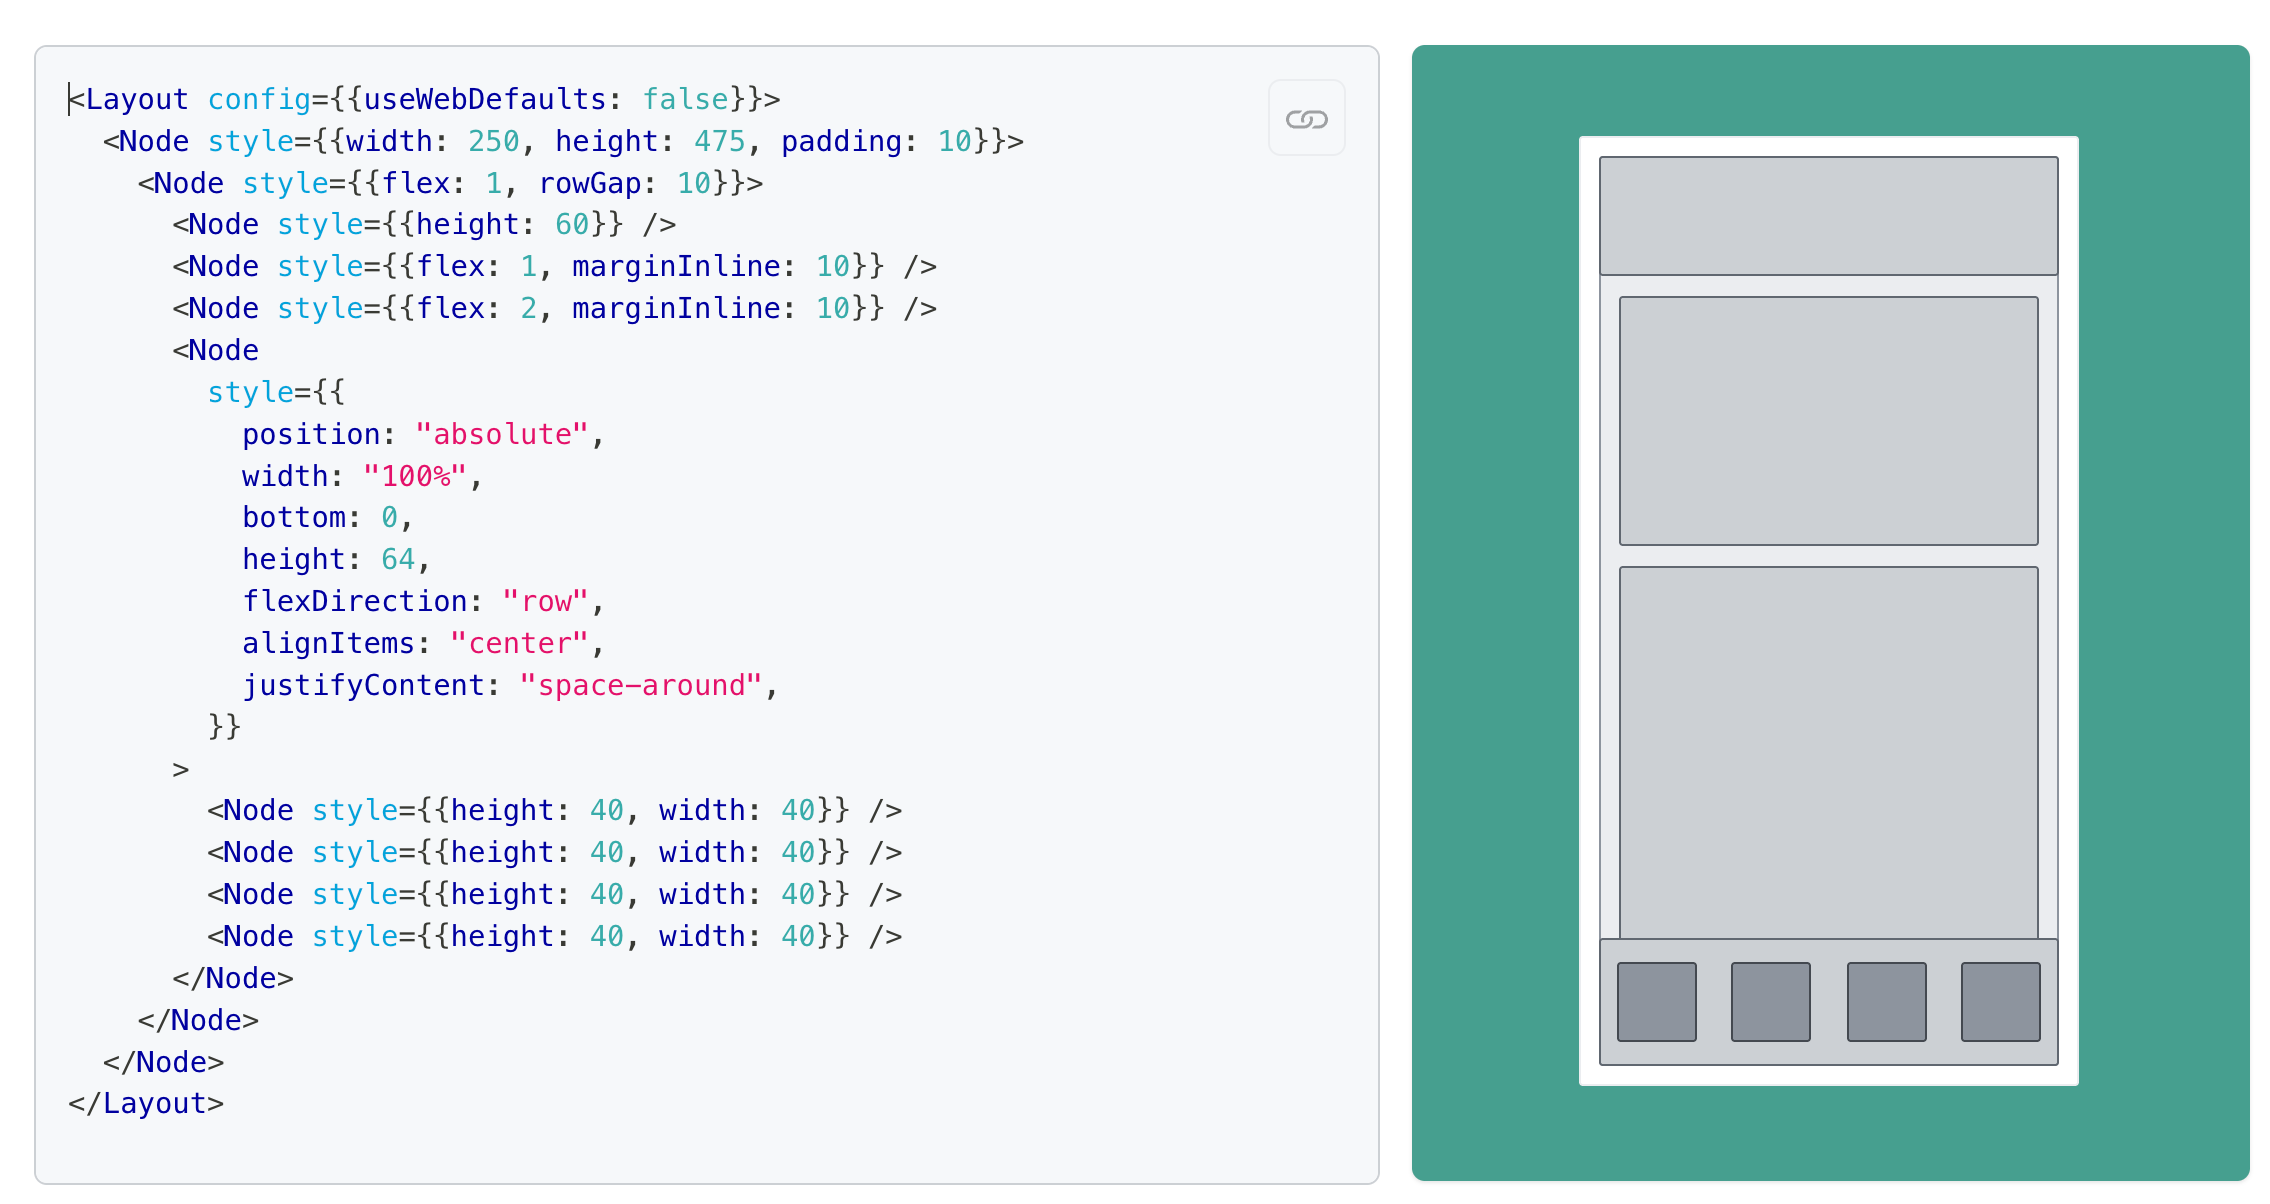 <Layout config={{useWebDefaults: false}}>
  <Node style={{width: 250, height: 475, padding: 10}}>
    <Node style={{flex: 1, rowGap: 10}}>
      <Node style={{height: 60}} />
      <Node style={{flex: 1, marginInline: 10}} />
      <Node style={{flex: 2, marginInline: 10}} />
      <Node
        style={{
          position: "absolute",
          width: "100%",
          bottom: 0,
          height: 64,
          flexDirection: "row",
          alignItems: "center",
          justifyContent: "space-around",
        }}
      >
        <Node style={{height: 40, width: 40}} />
        <Node style={{height: 40, width: 40}} />
        <Node style={{height: 40, width: 40}} />
        <Node style={{height: 40, width: 40}} />
      </Node>
    </Node>
  </Node>
</Layout>